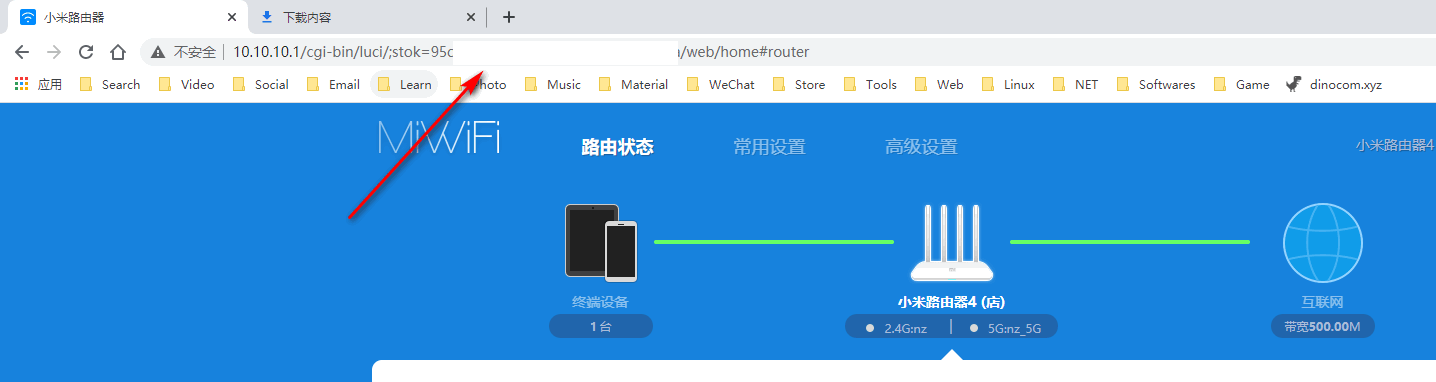 小米路由器
下载内容
不安全 10.10.10.1/cgi-bin/luci/;stok=95c /web/home#router
应用 Search Video Social Email Learn Photo Music Material WeChat Store Tools Web Linux NET Softwares Game dinocom.xyz
MiWiFi 路由状态 常用设置 高级设置 小米路由器4
终端设备 小米路由器4 (店) 互联网
1 台 2.4G:nz 5G:nz_5G 带宽500.00M